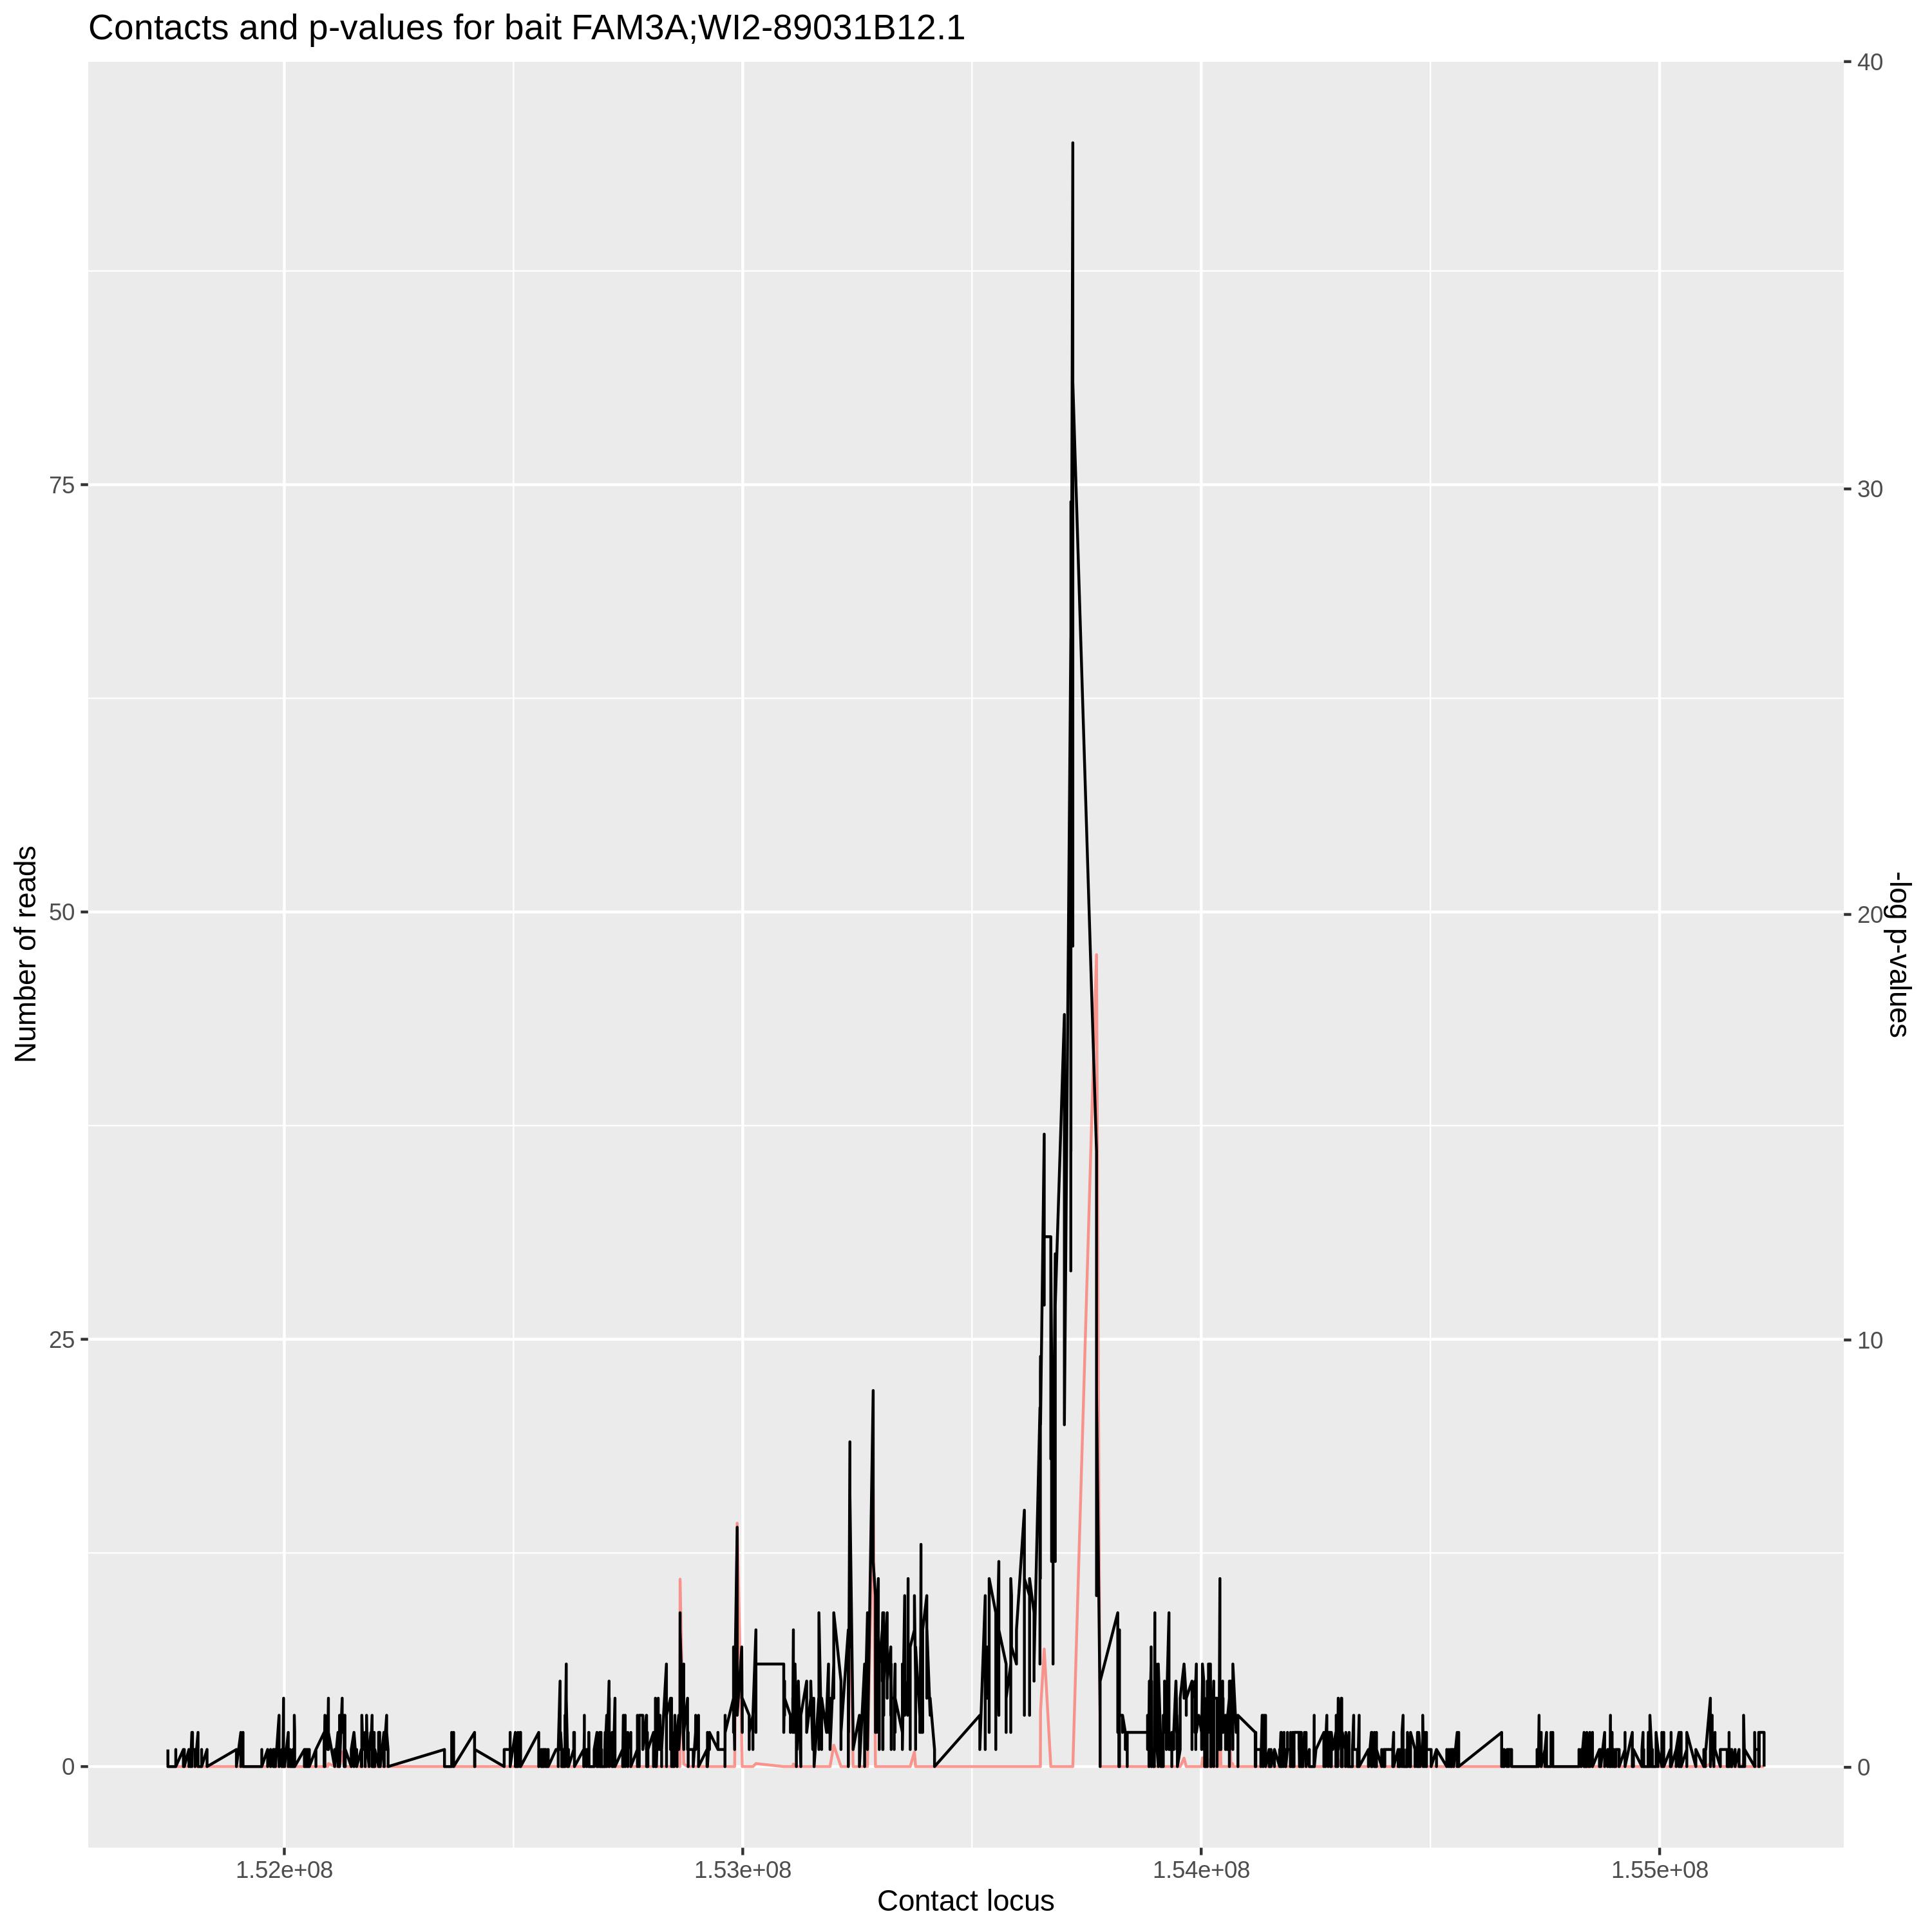 Contacts and p-values for bait FAM3A;WI2-89031B12.1
40
75
30
Number of reads
50
20
-log p-values
25
10
0
0
1.52e+08
1.53e+08
1.54e+08
1.55e+08
Contact locus